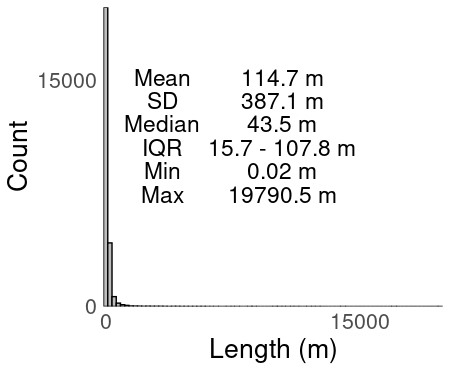 15000
Mean 114.7 m
SD 387.1 m
Median 43.5 m
IQR 15.7 - 107.8 m
Min 0.02 m
Max 19790.5 m
Count
0
0 15000
Length (m)